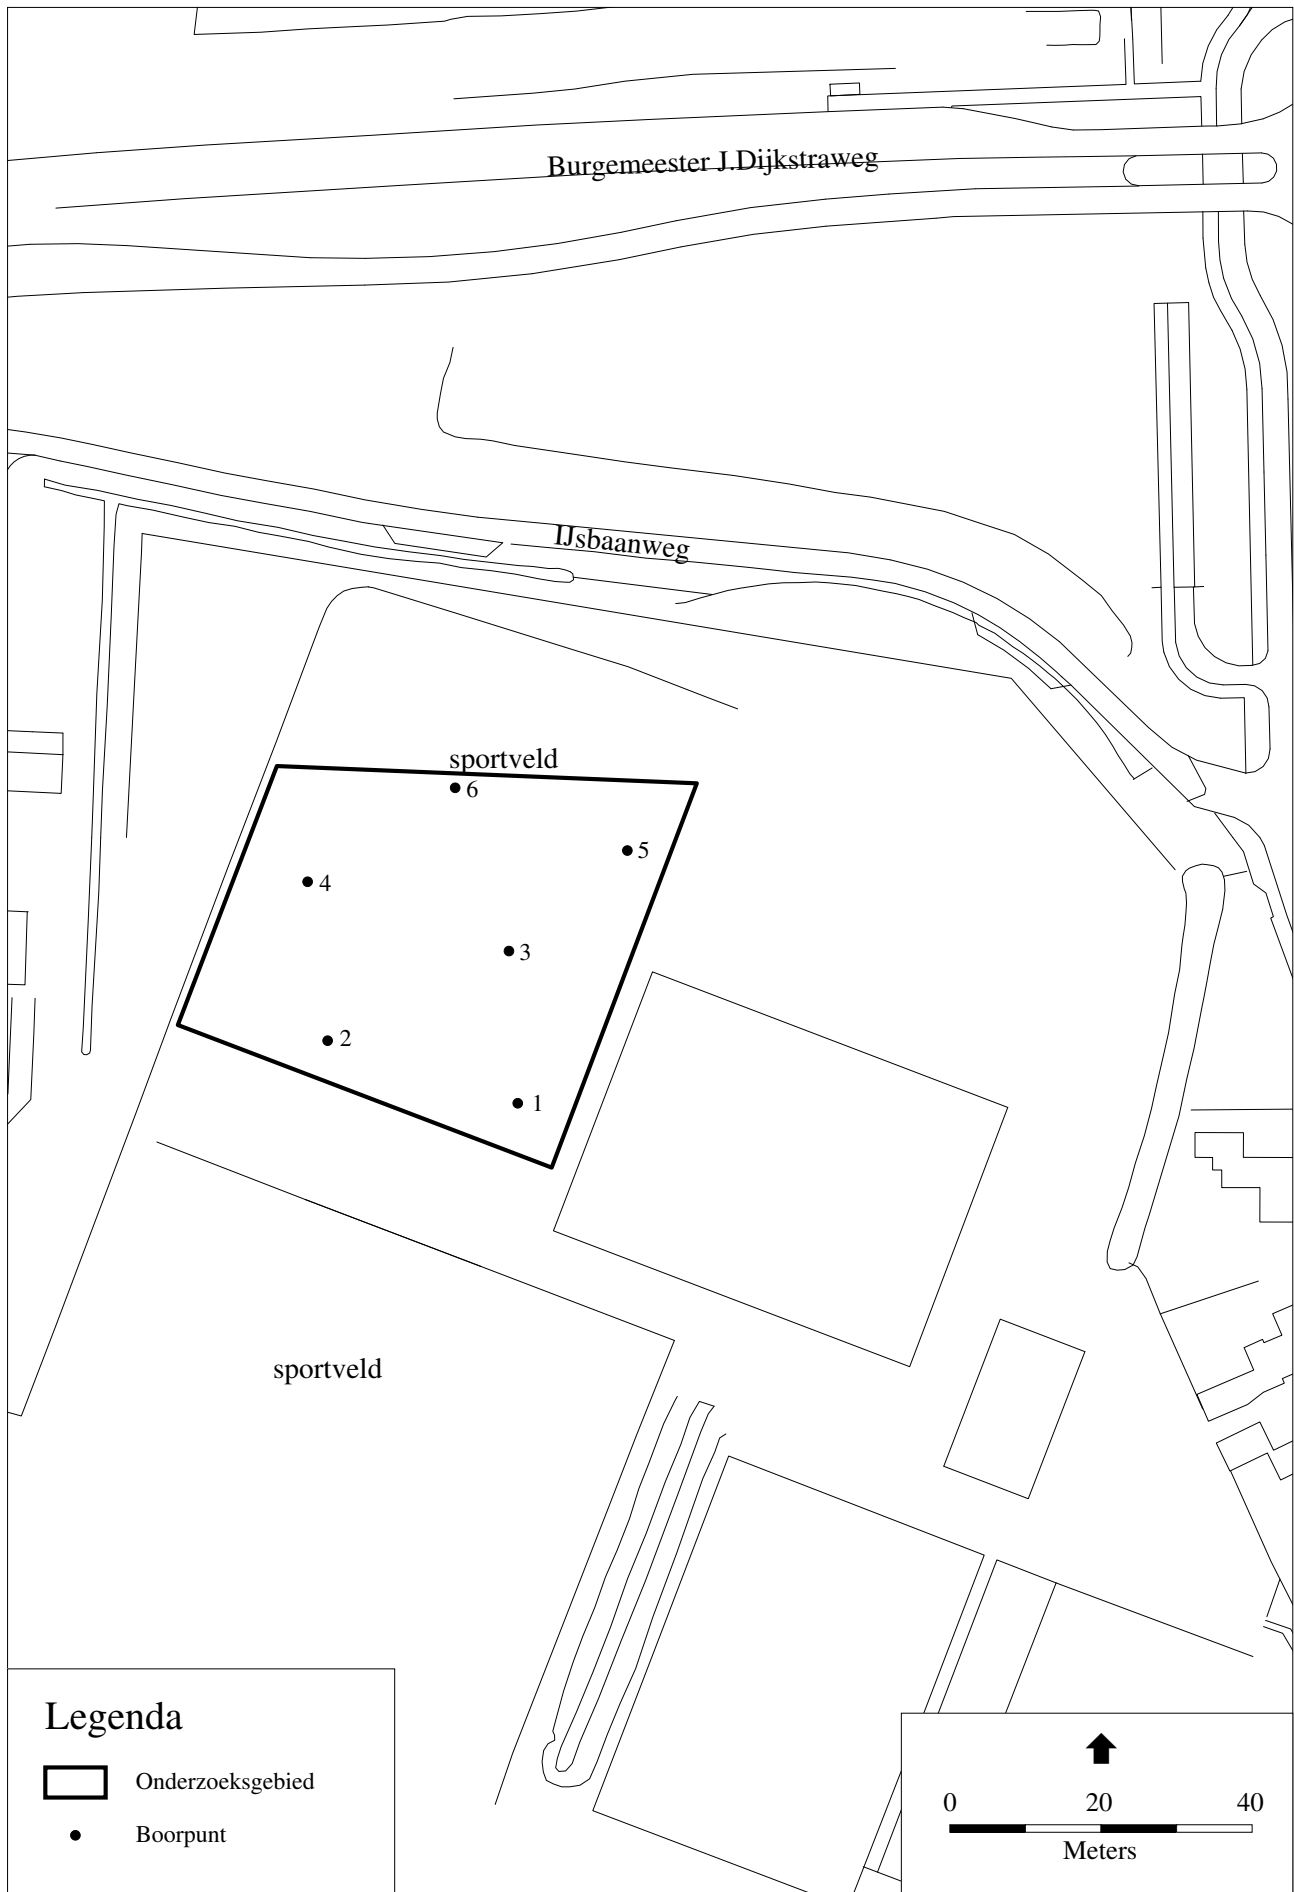 Burgemeester J.Dijkstraweg
IJsbaanweg
sportveld
6
5
4
3
2
1
sportveld
Legenda
Onderzoeksgebied
Boorpunt
0 20 40
Meters